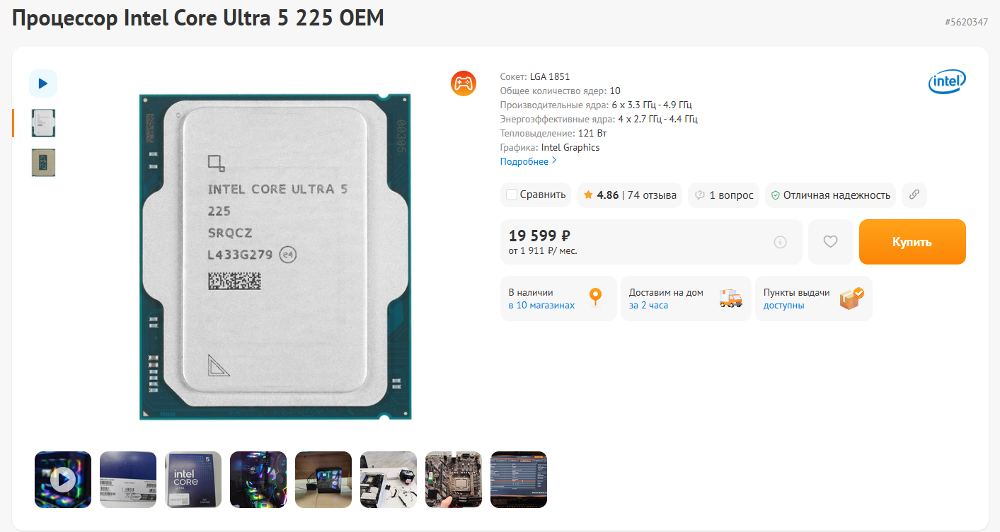 Процессор Intel Core Ultra 5 225 OEM
#5620347
intel
Сокет: LGA 1851
Общее количество ядер: 10
Производительные ядра: 6 x 3.3 ГГц - 4.9 ГГц
Энергоэффективные ядра: 4 x 2.7 ГГц - 4.4 ГГц
Тепловыделение: 121 Вт
Графика: Intel Graphics
Подробнее
00305
INTEL CORE ULTRA 5
225
SRQCZ
L433G279 e4
Сравнить
4.86 | 74 отзыва
1 вопрос
Отличная надежность
19 599 ₽
от 1 911 ₽/ мес.
Купить
В наличии
в 10 магазинах
Доставим на дом
за 2 часа
Пункты выдачи
доступны
5
intel
CORE
ULTRA